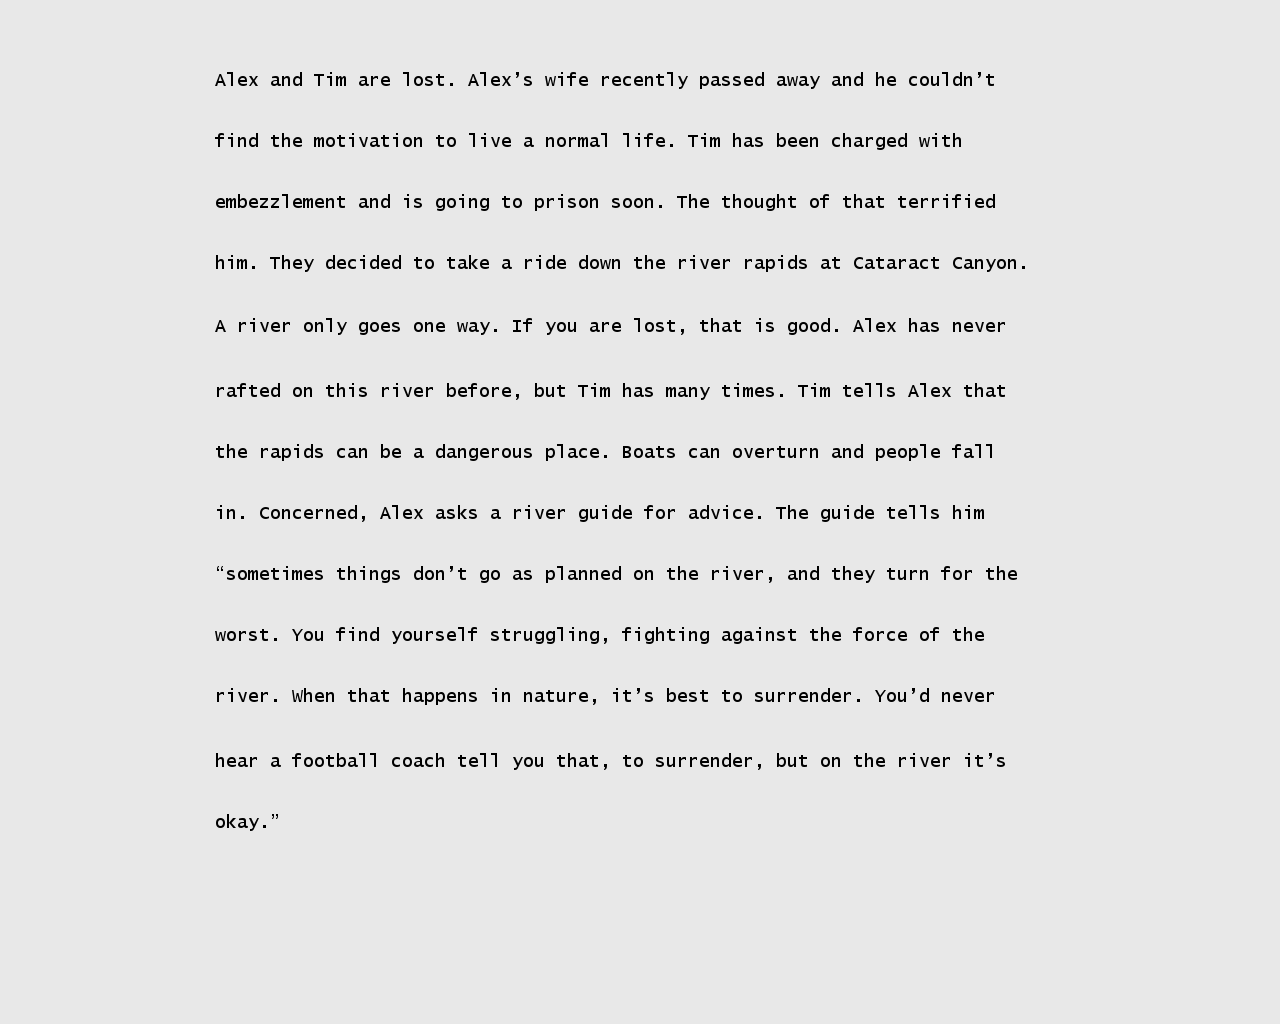 Alex and Tim are lost. Alex’s wife recently passed away and he couldn’t
find the motivation to live a normal life. Tim has been charged with
embezzlement and is going to prison soon. The thought of that terrified
him. They decided to take a ride down the river rapids at Cataract Canyon.
A river only goes one way. If you are lost, that is good. Alex has never
rafted on this river before, but Tim has many times. Tim tells Alex that
the rapids can be a dangerous place. Boats can overturn and people fall
in. Concerned, Alex asks a river guide for advice. The guide tells him
“sometimes things don’t go as planned on the river, and they turn for the
worst. You find yourself struggling, fighting against the force of the
river. When that happens in nature, it’s best to surrender. You’d never
hear a football coach tell you that, to surrender, but on the river it’s
okay.”